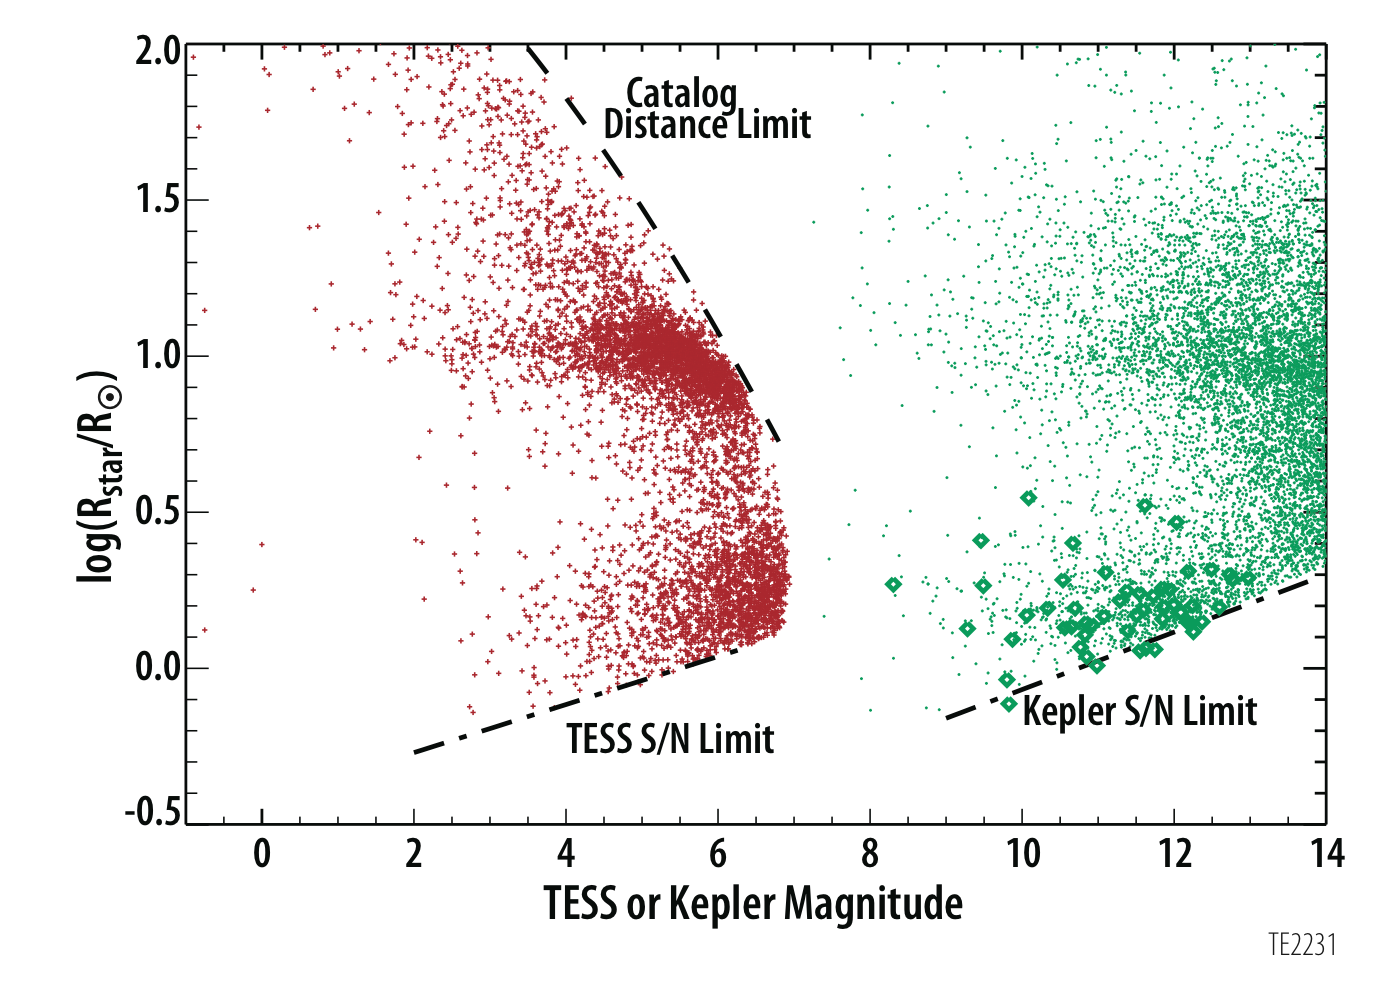 2.0
1.5
1.0
0.5
0.0
-0.5
log(Rstar/R☉)
Catalog
Distance Limit
TESS S/N Limit
Kepler S/N Limit
0 2 4 6 8 10 12 14
TESS or Kepler Magnitude
TE2231